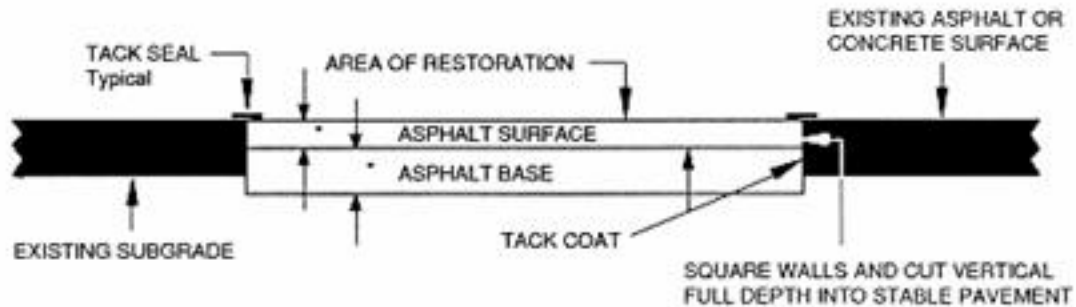 EXISTING ASPHALT OR
CONCRETE SURFACE
TACK SEAL
Typical
AREA OF RESTORATION
ASPHALT SURFACE
ASPHALT BASE
EXISTING SUBGRADE
TACK COAT
SQUARE WALLS AND CUT VERTICAL
FULL DEPTH INTO STABLE PAVEMENT